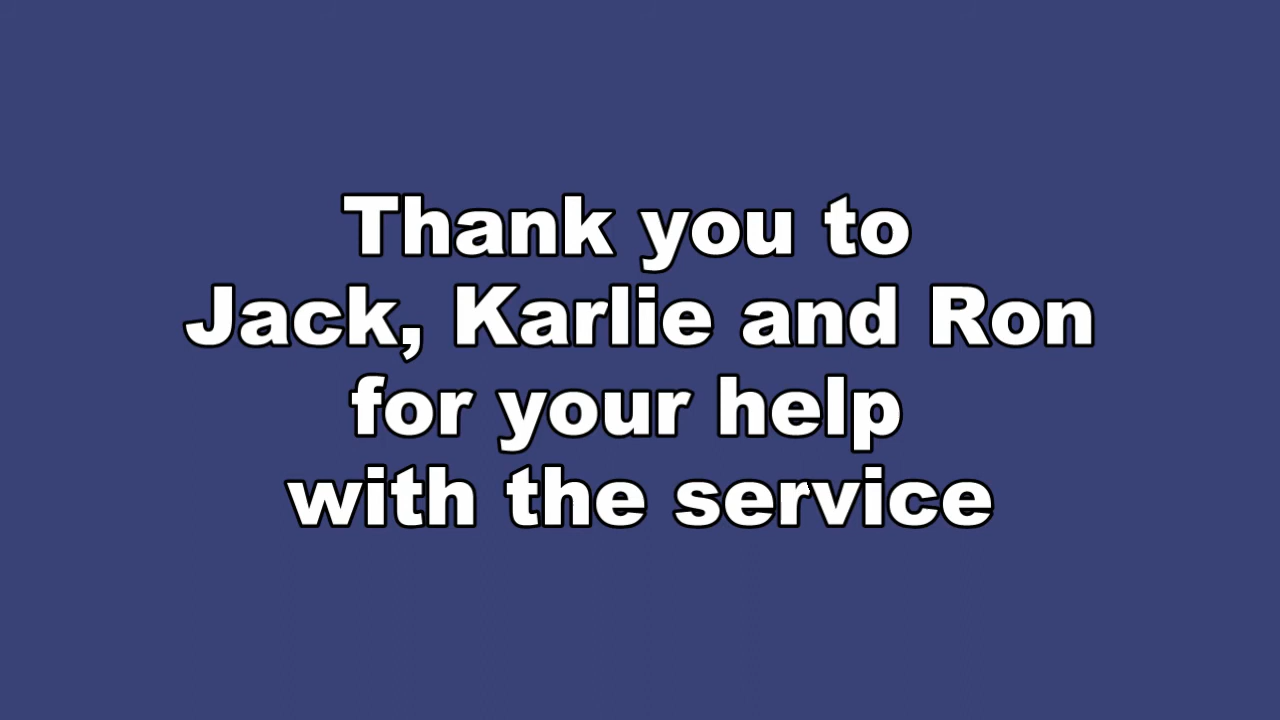 Thank you to
Jack, Karlie and Ron
for your help
with the service